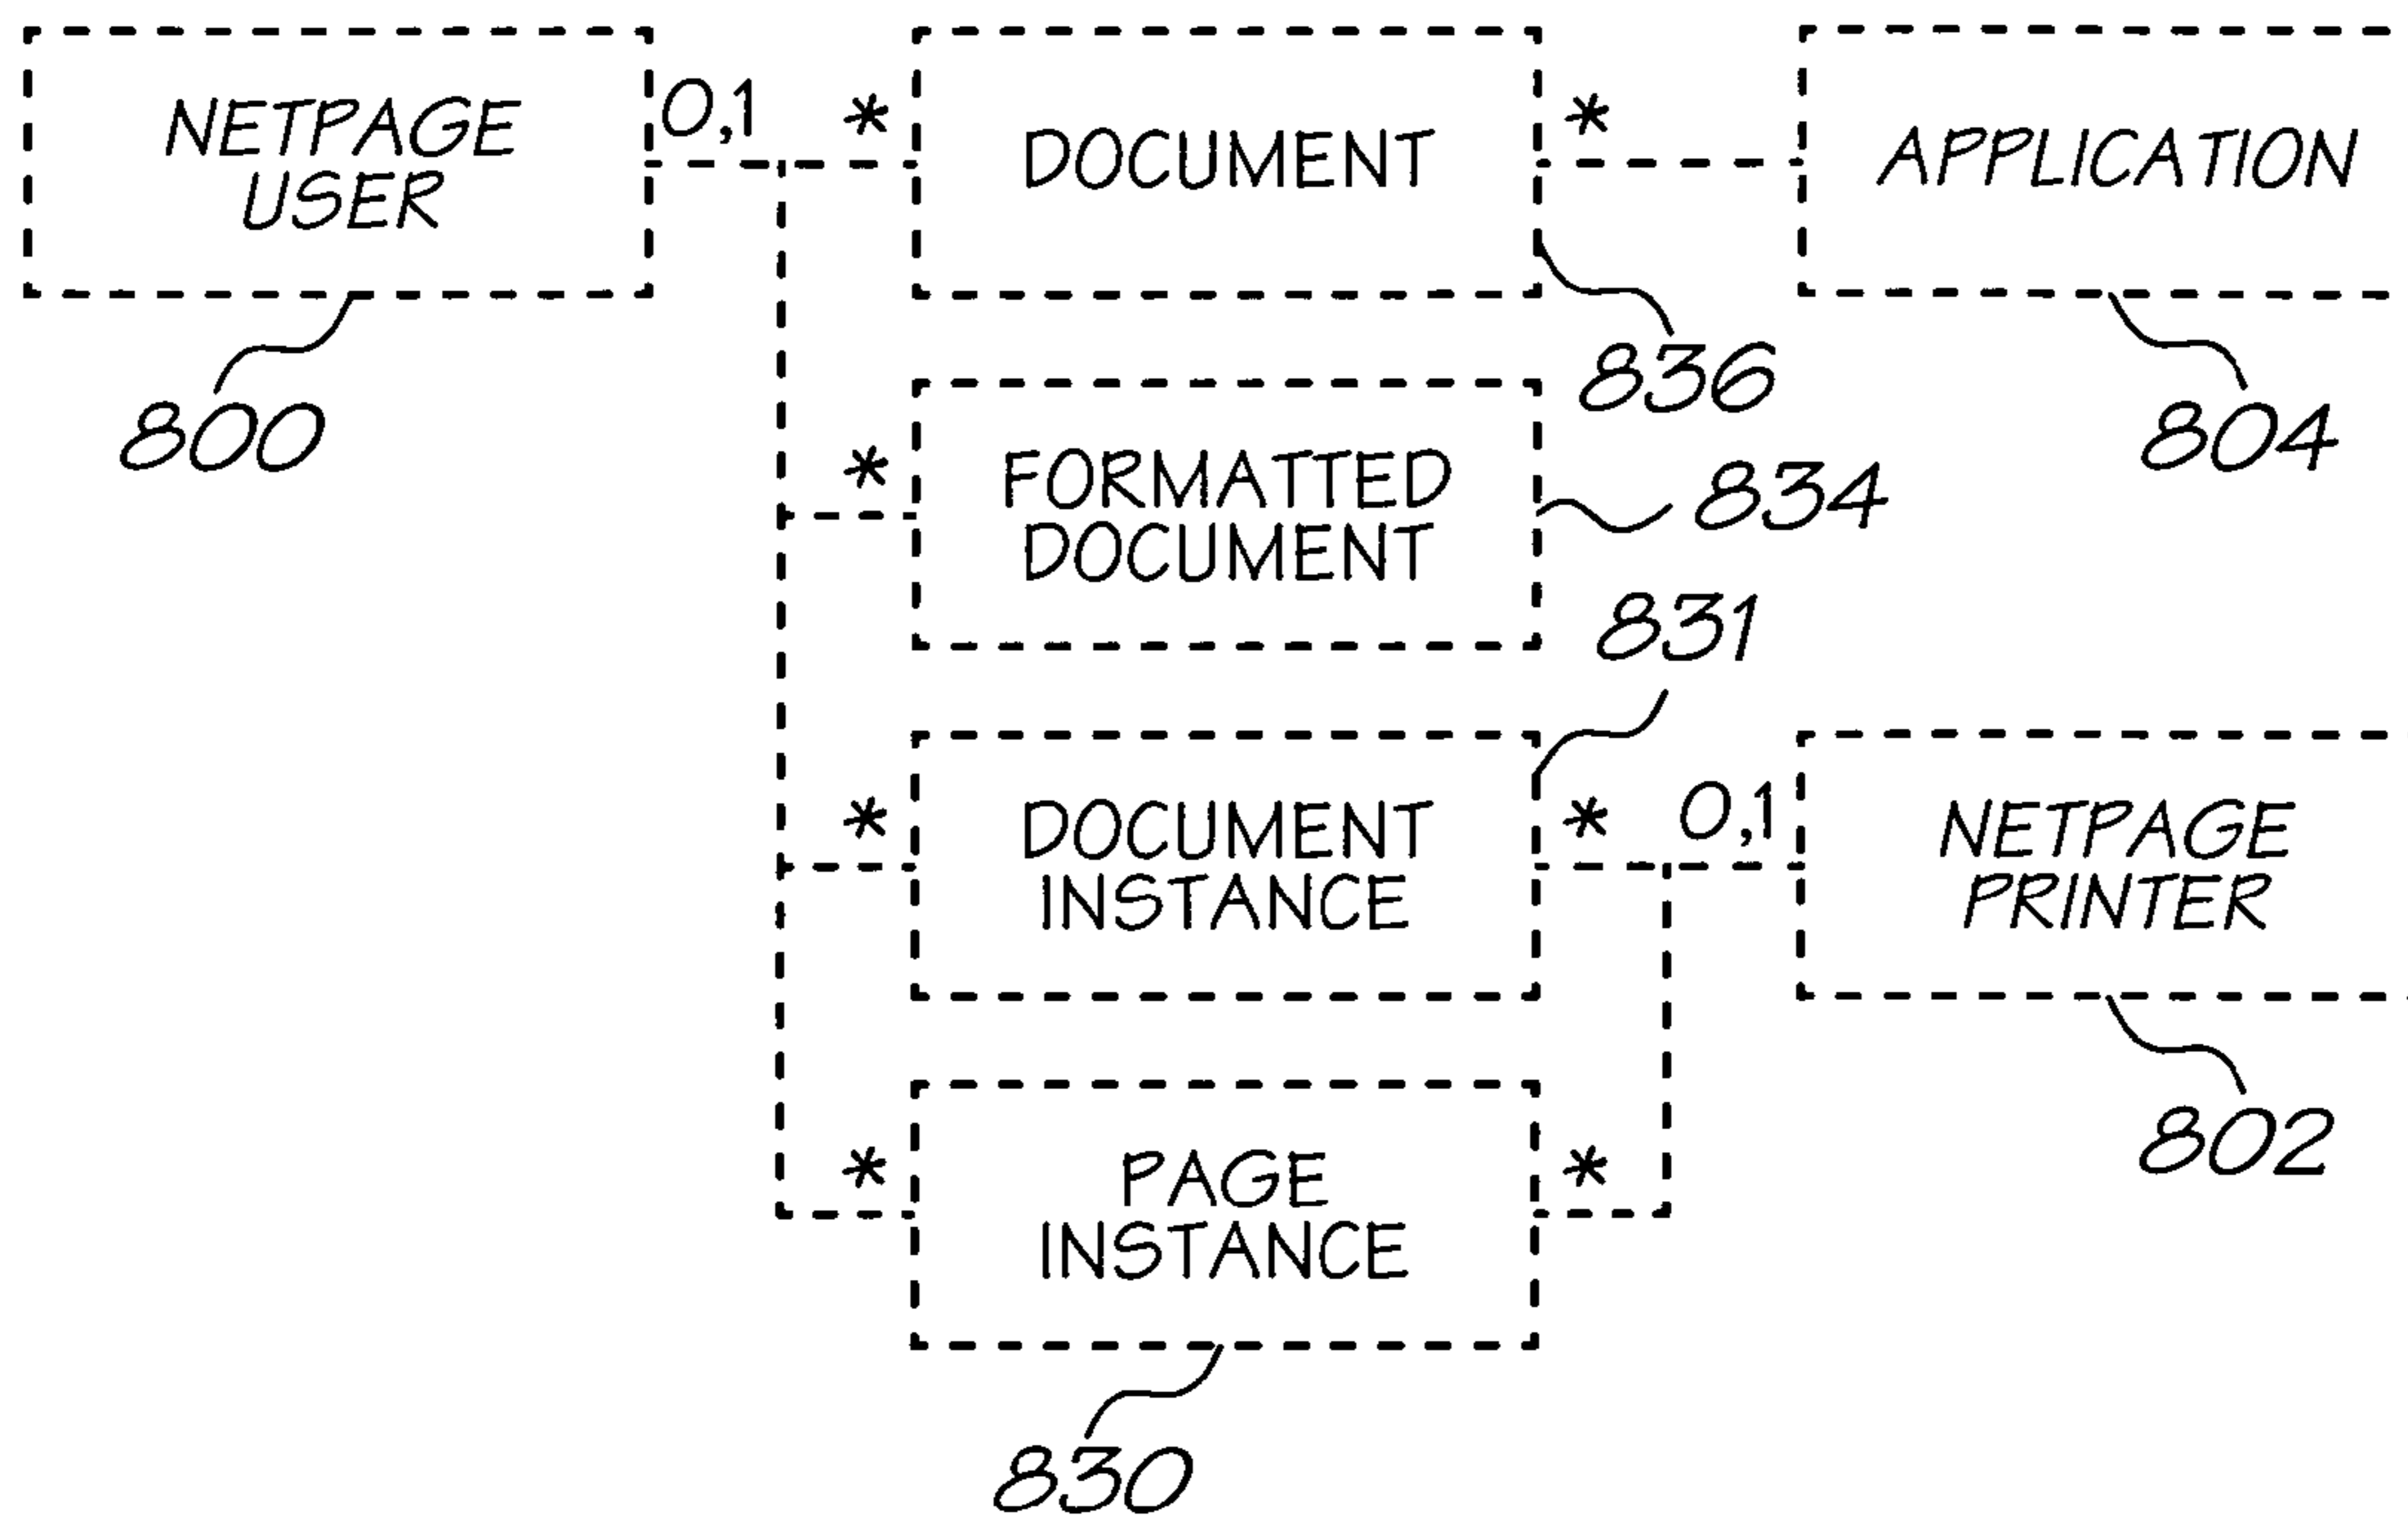 NETPAGE
USER
0,1
*
DOCUMENT
*
APPLICATION
800
836
804
*
FORMATTED
DOCUMENT
834
831
*
DOCUMENT
INSTANCE
*
0,1
NETPAGE
PRINTER
802
*
PAGE
INSTANCE
*
830